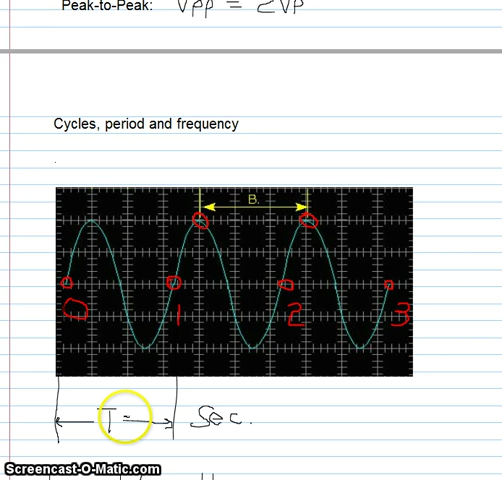 Peak-to-Peak: VPP = 2VP
Cycles, period and frequency
B.
0 1 2 3
T = Sec.
Screencast-O-Matic.com